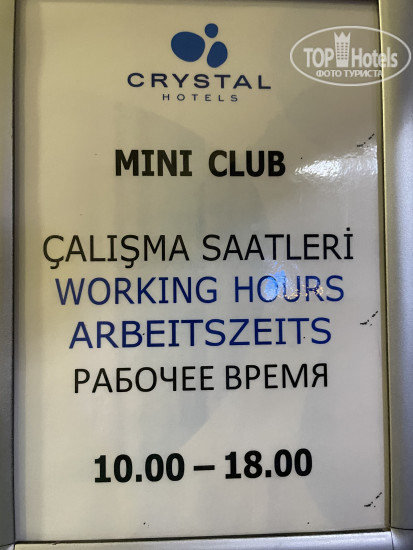 TOP Hotels
ФОТО ТУРИСТА
CRYSTAL
HOTELS
MINI CLUB
ÇALIŞMA SAATLERİ
WORKING HOURS
ARBEITSZEITS
РАБОЧЕЕ ВРЕМЯ
10.00 – 18.00